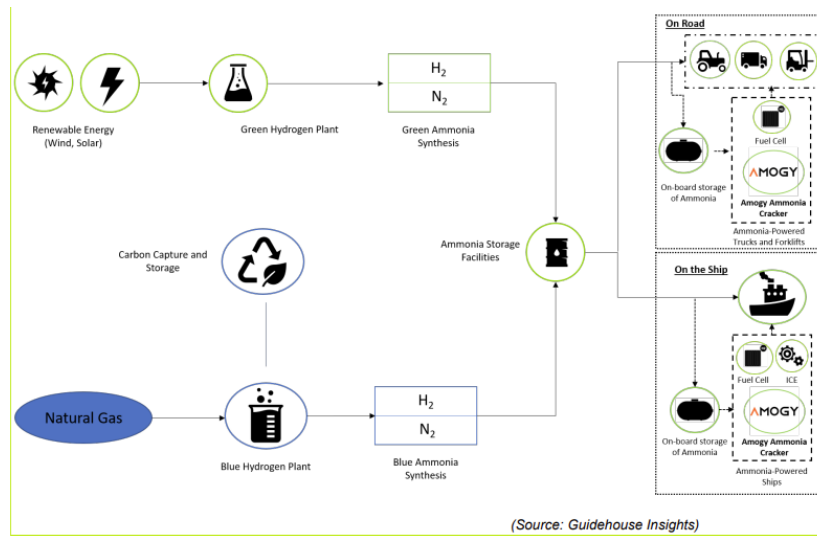 On Road
H2
N2
Renewable Energy
(Wind, Solar)
Green Hydrogen Plant
Green Ammonia
Synthesis
Fuel Cell
On-board storage
of Ammonia
AMOGY
Amogy Ammonia
Cracker
Ammonia-Powered
Trucks and Forklifts
Carbon Capture and
Storage
Ammonia Storage
Facilities
On the Ship
Fuel Cell
ICE
Natural Gas
H2
N2
Blue Hydrogen Plant
Blue Ammonia
Synthesis
On-board storage
of Ammonia
AMOGY
Amogy Ammonia
Cracker
Ammonia-Powered
Ships
(Source: Guidehouse Insights)